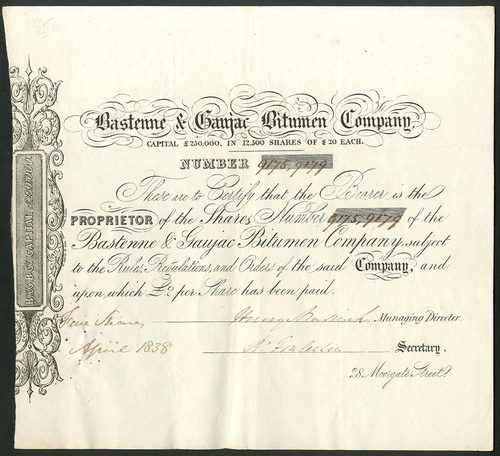 Bastenne & Gaujac Bitumen Company.
CAPITAL £250,000. IN 12,500 SHARES OF £20 EACH.
NUMBER 9175,9179
These are to Certify that the Bearer is the
PROPRIETOR of the Shares Number 9175,9179 of the
Bastenne & Gaujac Bitumen Company, subject
to the Rules, Regulations, and Orders of the said Company, and
upon which £2 per Share has been paid.
Five Shares
Managing Director.
April 1838
Secretary.
28 Moorgate Street